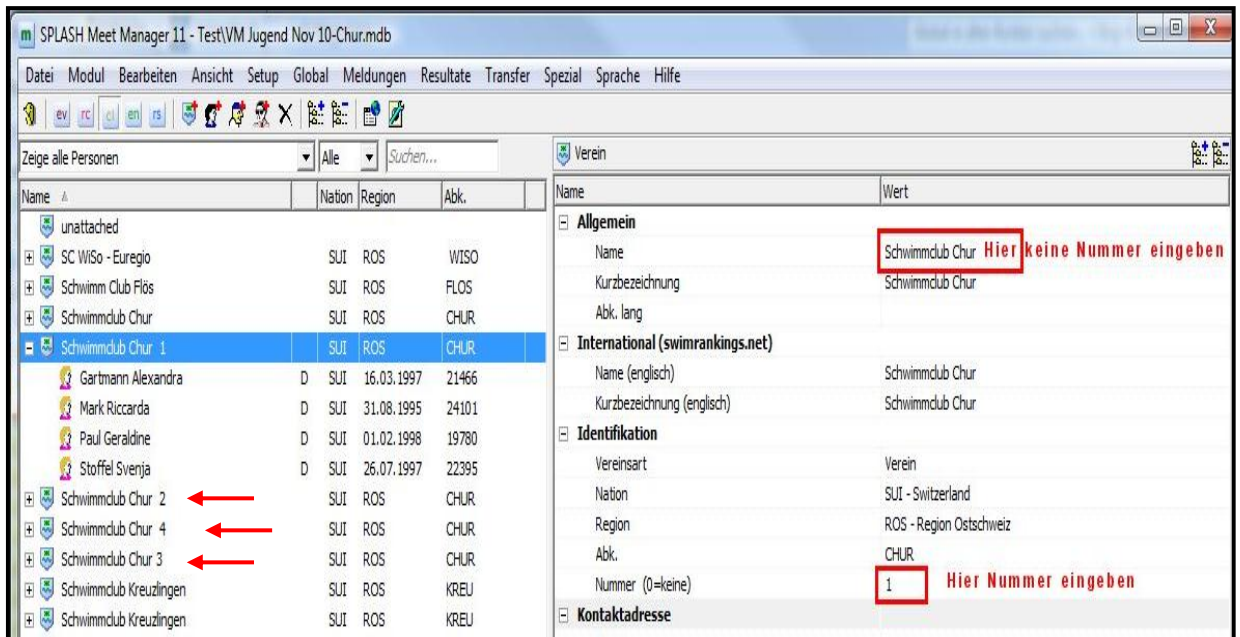 m SPLASH Meet Manager 11 - Test\VM Jugend Nov 10-Chur.mdb
Datei Modul Bearbeiten Ansicht Setup Global Meldungen Resultate Transfer Spezial Sprache Hilfe
ev rc cl en rs
Zeige alle Personen Alle Suchen...
Name Nation Region Abk.
unattached
SC WiSo - Euregio SUI ROS WISO
Schwimm Club Flös SUI ROS FLOS
Schwimmclub Chur SUI ROS CHUR
Schwimmclub Chur 1 SUI ROS CHUR
Gartmann Alexandra D SUI 16.03.1997 21466
Mark Riccarda D SUI 31.08.1995 24101
Paul Geraldine D SUI 01.02.1998 19780
Stoffel Svenja D SUI 26.07.1997 22395
Schwimmclub Chur 2 SUI ROS CHUR
Schwimmclub Chur 4 SUI ROS CHUR
Schwimmclub Chur 3 SUI ROS CHUR
Schwimmclub Kreuzlingen SUI ROS KREU
Schwimmclub Kreuzlingen SUI ROS KREU
Verein
Name Wert
Allgemein
Name Schwimmclub Chur Hier keine Nummer eingeben
Kurzbezeichnung Schwimmclub Chur
Abk. lang
International (swimrankings.net)
Name (englisch) Schwimmclub Chur
Kurzbezeichnung (englisch) Schwimmclub Chur
Identifikation
Vereinsart Verein
Nation SUI - Switzerland
Region ROS - Region Ostschweiz
Abk. CHUR
Nummer (0=keine) 1 Hier Nummer eingeben
Kontaktadresse